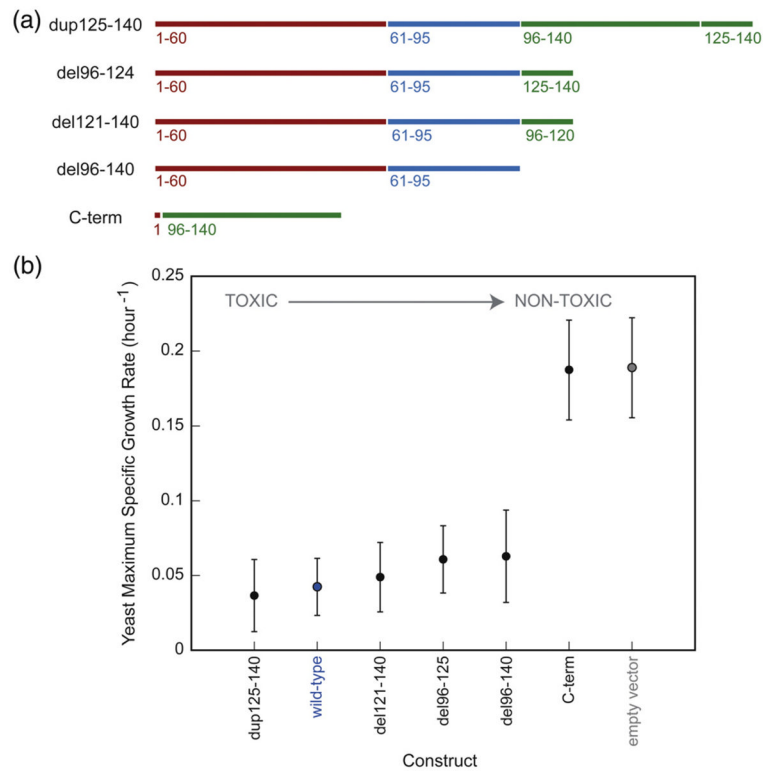 (a)
dup125-140
1-60 61-95 96-140 125-140
del96-124
1-60 61-95 125-140
del121-140
1-60 61-95 96-120
del96-140
1-60 61-95
C-term
1 96-140
(b)
Yeast Maximum Specific Growth Rate (hour⁻¹)
0.25
0.2
0.15
0.1
0.05
0
TOXIC NON-TOXIC
dup125-140
wild-type
del121-140
del96-125
del96-140
C-term
empty vector
Construct